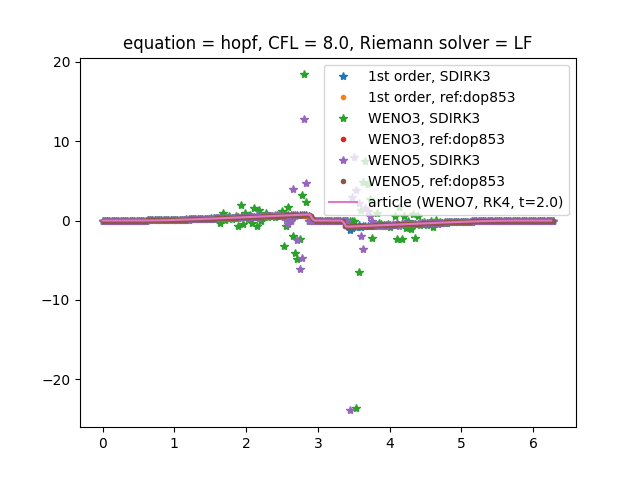 equation = hopf, CFL = 8.0, Riemann solver = LF
20
10
0
−10
−20
1st order, SDIRK3
1st order, ref:dop853
WENO3, SDIRK3
WENO3, ref:dop853
WENO5, SDIRK3
WENO5, ref:dop853
article (WENO7, RK4, t=2.0)
0 1 2 3 4 5 6